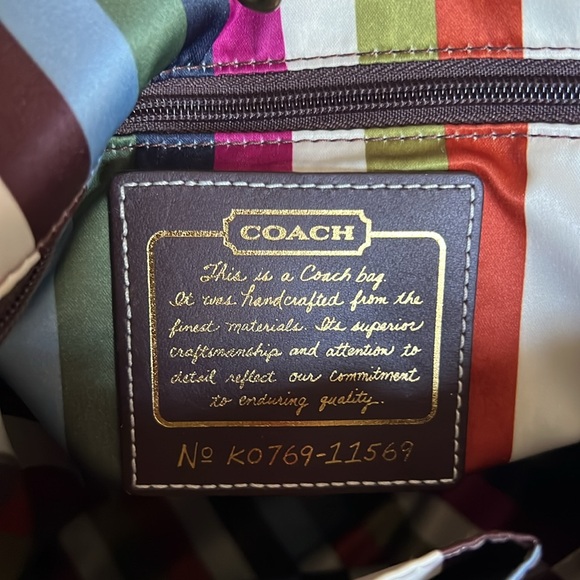 COACH
This is a Coach bag.
It was handcrafted from the
finest materials. Its superior
craftsmanship and attention to
detail reflect our commitment
to enduring quality.
No K0769-11569